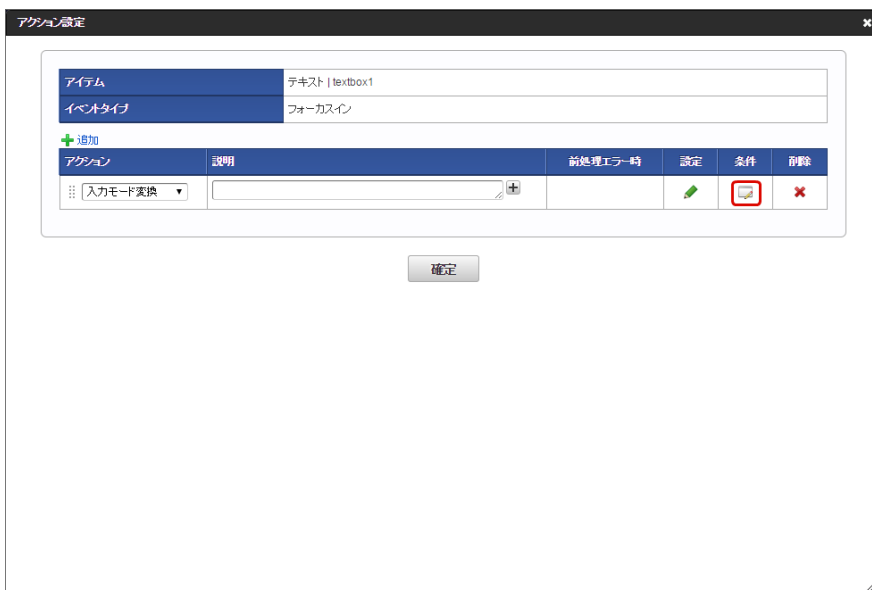 アクション設定
アイテム テキスト | textbox1
イベントタイプ フォーカスイン
追加
アクション 説明 前処理エラー時 設定 条件 削除
入力モード変換
確定